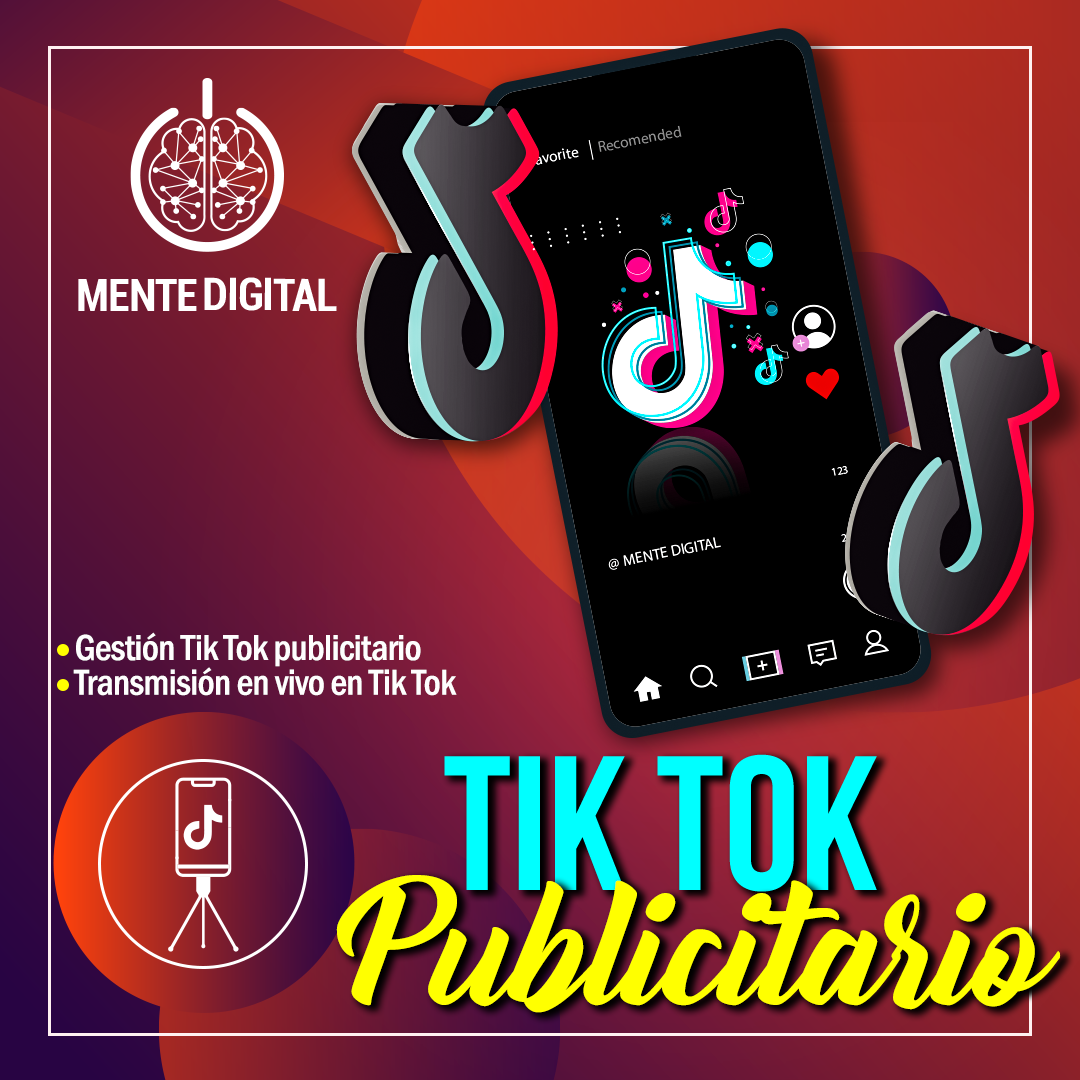 MENTE DIGITAL
Recomended
123
@ MENTE DIGITAL
• Gestión Tik Tok publicitario
• Transmisión en vivo en Tik Tok
TIK TOK
Publicitario